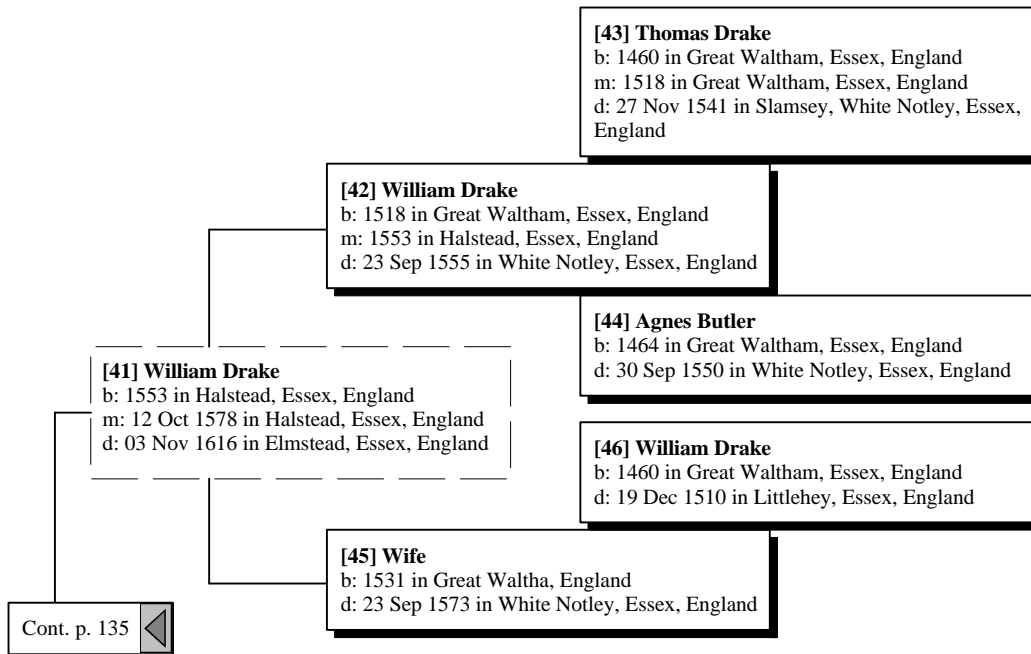 [43] Thomas Drake
b: 1460 in Great Waltham, Essex, England
m: 1518 in Great Waltham, Essex, England
d: 27 Nov 1541 in Slamsey, White Notley, Essex,
England
[42] William Drake
b: 1518 in Great Waltham, Essex, England
m: 1553 in Halstead, Essex, England
d: 23 Sep 1555 in White Notley, Essex, England
[44] Agnes Butler
b: 1464 in Great Waltham, Essex, England
d: 30 Sep 1550 in White Notley, Essex, England
[41] William Drake
b: 1553 in Halstead, Essex, England
m: 12 Oct 1578 in Halstead, Essex, England
d: 03 Nov 1616 in Elmstead, Essex, England
[46] William Drake
b: 1460 in Great Waltham, Essex, England
d: 19 Dec 1510 in Littlehey, Essex, England
[45] Wife
b: 1531 in Great Waltha, England
d: 23 Sep 1573 in White Notley, Essex, England
Cont. p. 135